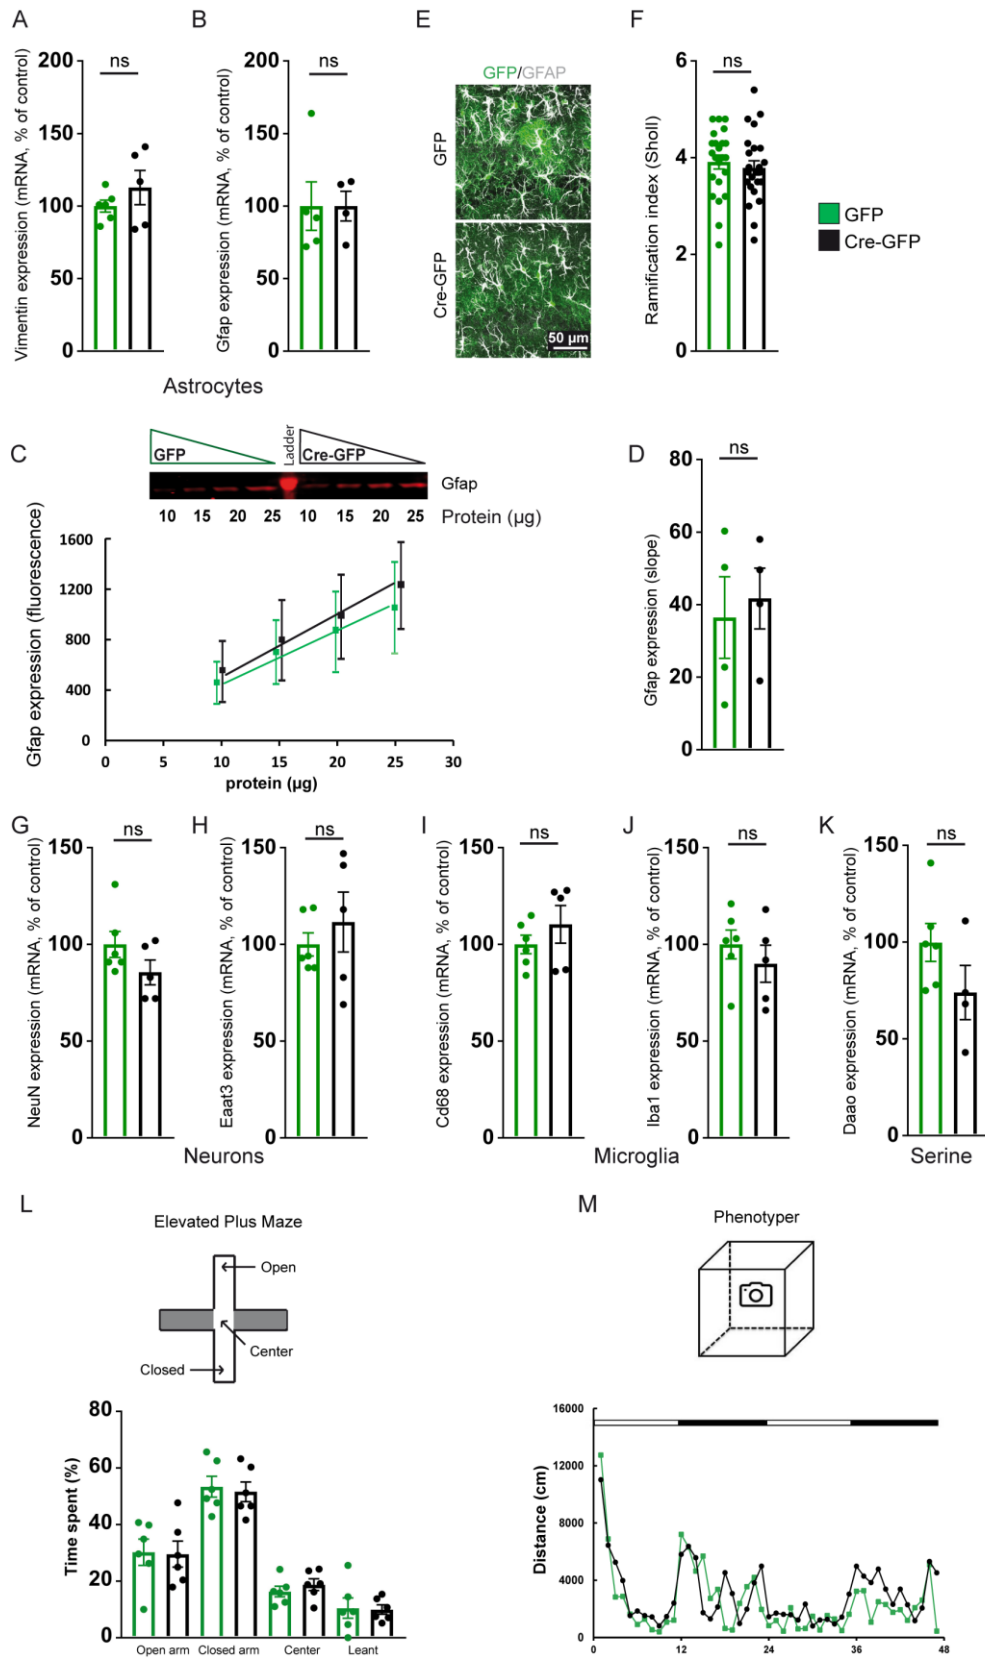 A
B
E
F
Vimentin expression (mRNA, % of control)
200
150
100
50
0
ns
Gfap expression (mRNA, % of control)
200
150
100
50
0
ns
GFP/GFAP
GFP
Cre-GFP
50 µm
Ramification index (Sholl)
6
4
2
0
ns
GFP
Cre-GFP
Astrocytes
C
GFP
Ladder
Cre-GFP
Gfap
10 15 20 25 10 15 20 25 Protein (µg)
Gfap expression (fluorescence)
1600
1200
800
400
0
0 5 10 15 20 25 30
protein (µg)
D
Gfap expression (slope)
80
60
40
20
0
ns
G
NeuN expression (mRNA, % of control)
150
100
50
0
ns
H
Eaat3 expression (mRNA, % of control)
150
100
50
0
ns
Neurons
I
Cd68 expression (mRNA, % of control)
150
100
50
0
ns
J
Iba1 expression (mRNA, % of control)
150
100
50
0
ns
Microglia
K
Daao expression (mRNA, % of control)
150
100
50
0
ns
Serine
L
Elevated Plus Maze
Open
Center
Closed
Time spent (%)
80
60
40
20
0
Open arm Closed arm Center Leant
M
Phenotyper
Distance (cm)
16000
12000
8000
4000
0
0 12 24 36 48